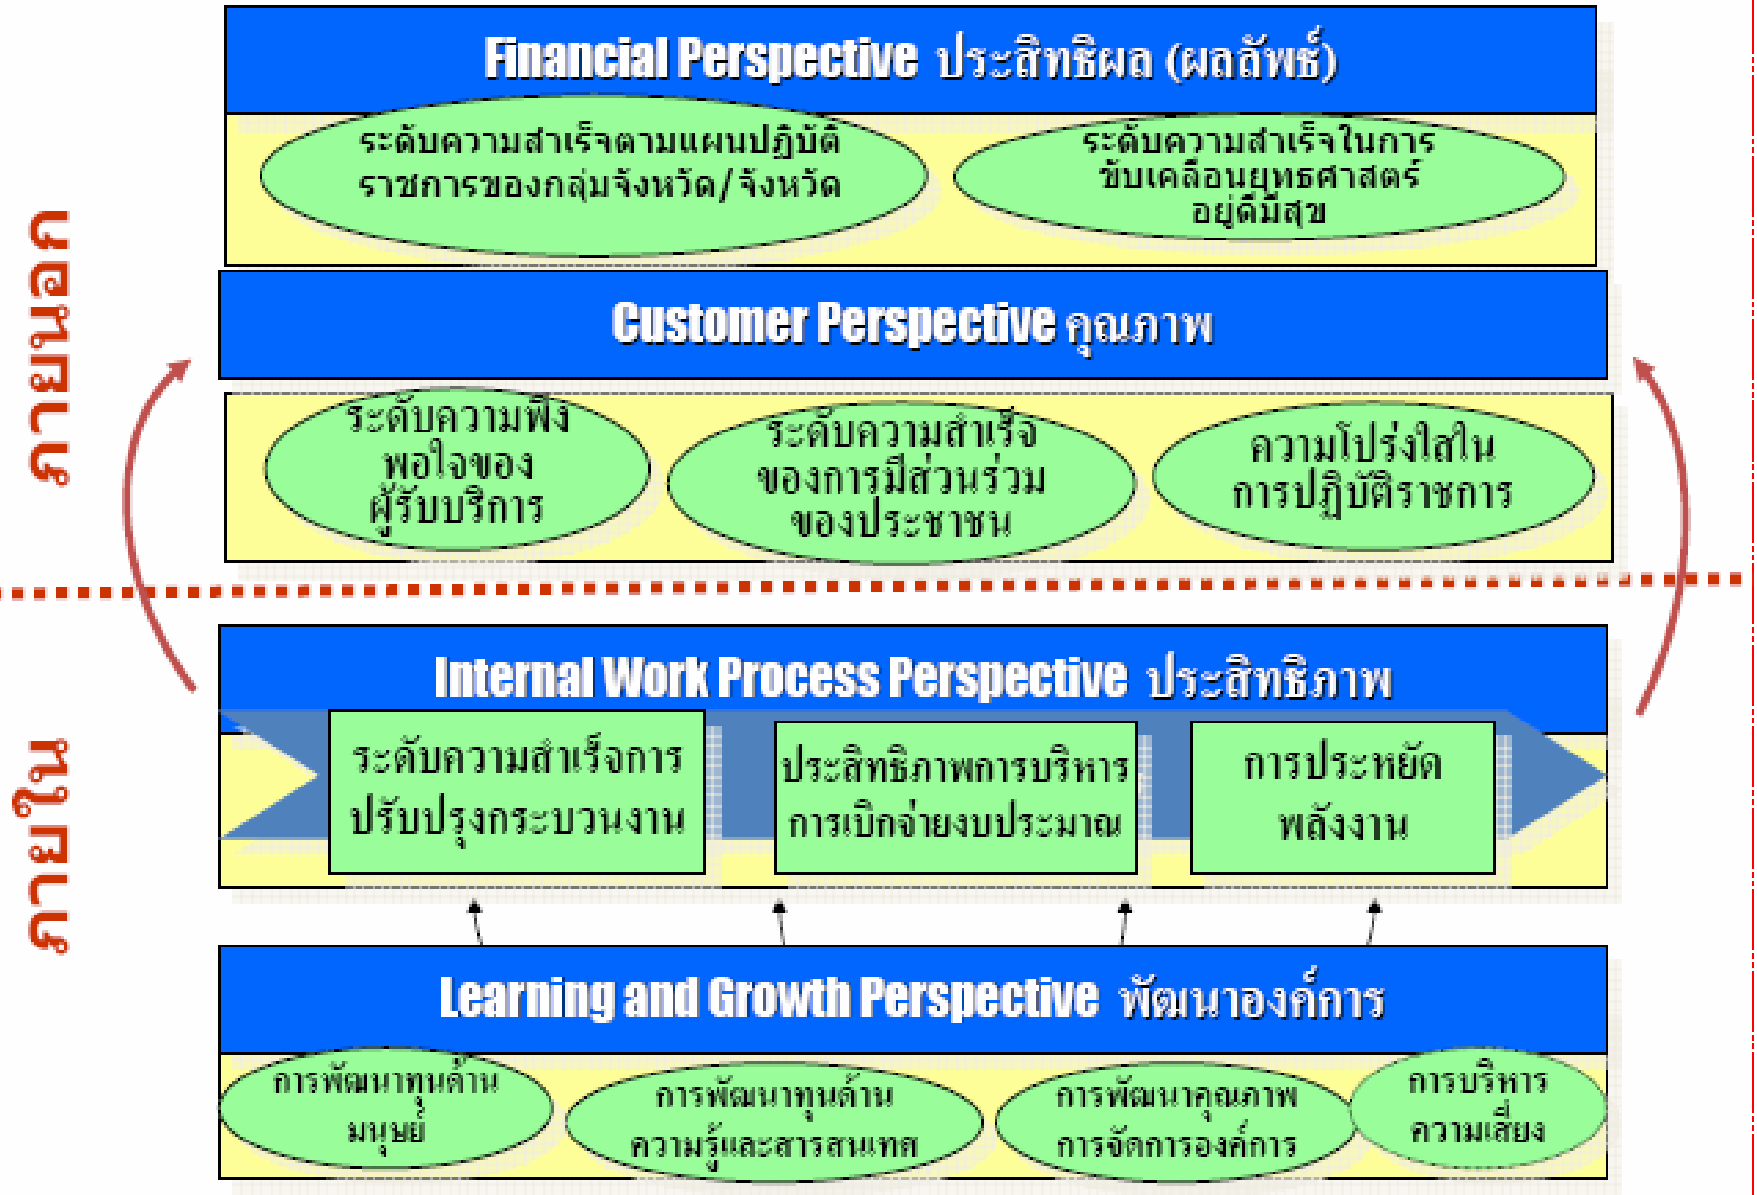 Financial Perspective ประสิทธิผล (ผลลัพธ์)
ระดับความสำเร็จตามแผนปฏิบัติ
ราชการของกลุ่มจังหวัด/จังหวัด
ระดับความสำเร็จในการ
ขับเคลื่อนยุทธศาสตร์
อยู่ดีมีสุข
ภายนอก
Customer Perspective คุณภาพ
ระดับความพึง
พอใจของ
ผู้รับบริการ
ระดับความสำเร็จ
ของการมีส่วนร่วม
ของประชาชน
ความโปร่งใสใน
การปฏิบัติราชการ
ภายใน
Internal Work Process Perspective ประสิทธิภาพ
ระดับความสำเร็จการ
ปรับปรุงกระบวนงาน
ประสิทธิภาพการบริหาร
การเบิกจ่ายงบประมาณ
การประหยัด
พลังงาน
Learning and Growth Perspective พัฒนาองค์การ
การพัฒนาทุนด้าน
มนุษย์
การพัฒนาทุนด้าน
ความรู้และสารสนเทศ
การพัฒนาคุณภาพ
การจัดการองค์การ
การบริหาร
ความเสี่ยง